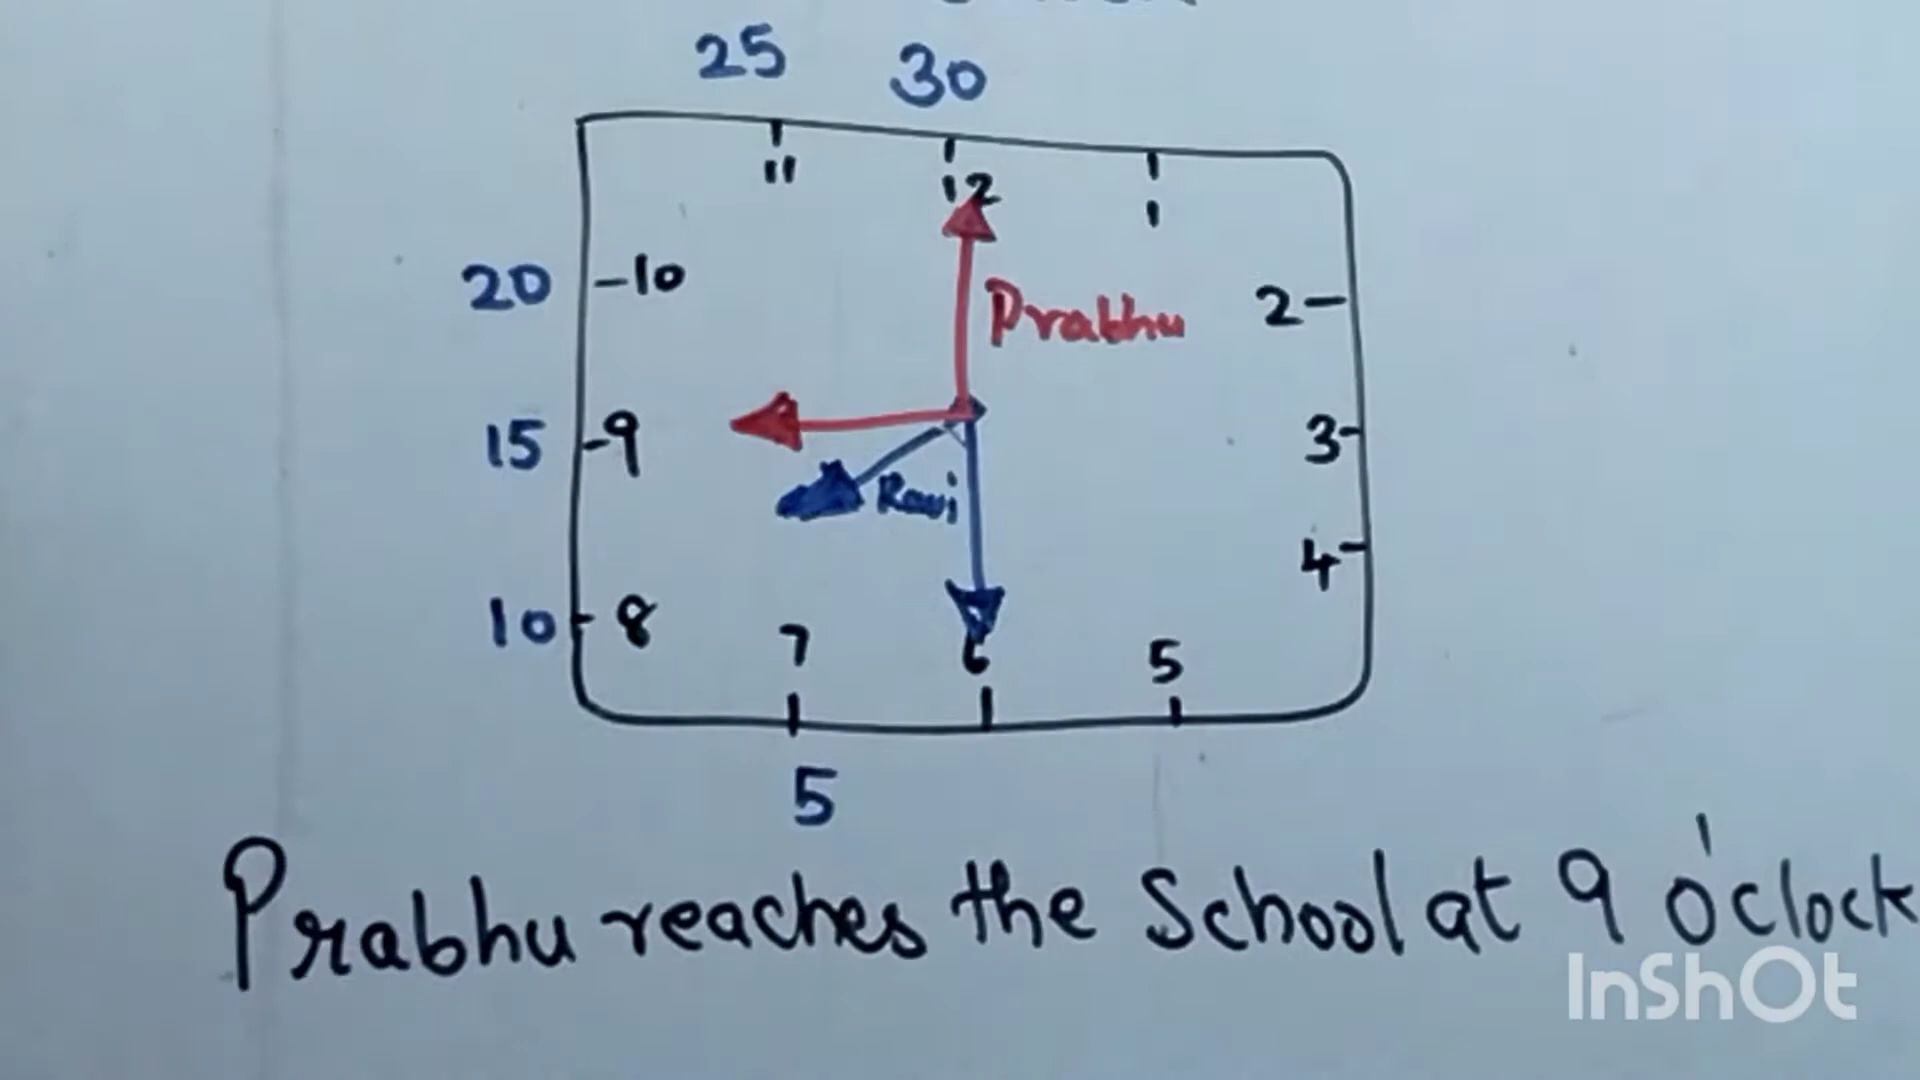 25 30
11 12 1
20 10 2
Prabhu
15 9 3
Ravi
4
10 8 7 6 5
5
Prabhu reaches the School at 9 o'clock
InShOt